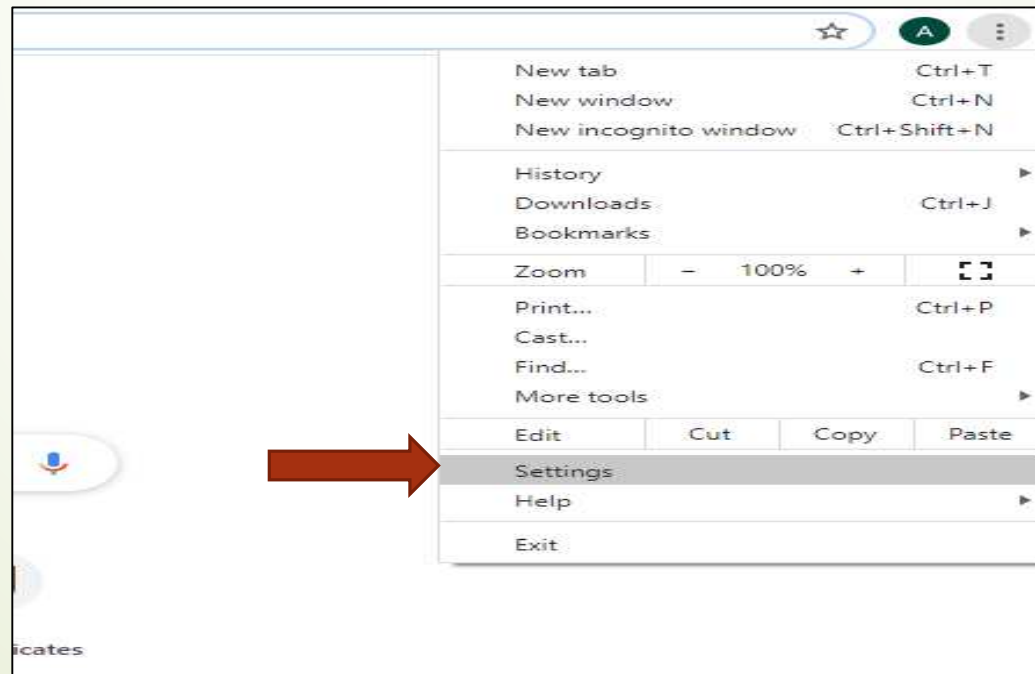 A
New tab Ctrl+T
New window Ctrl+N
New incognito window Ctrl+Shift+N
History
Downloads Ctrl+J
Bookmarks
Zoom - 100% +
Print... Ctrl+P
Cast...
Find... Ctrl+F
More tools
Edit Cut Copy Paste
Settings
Help
Exit
icates